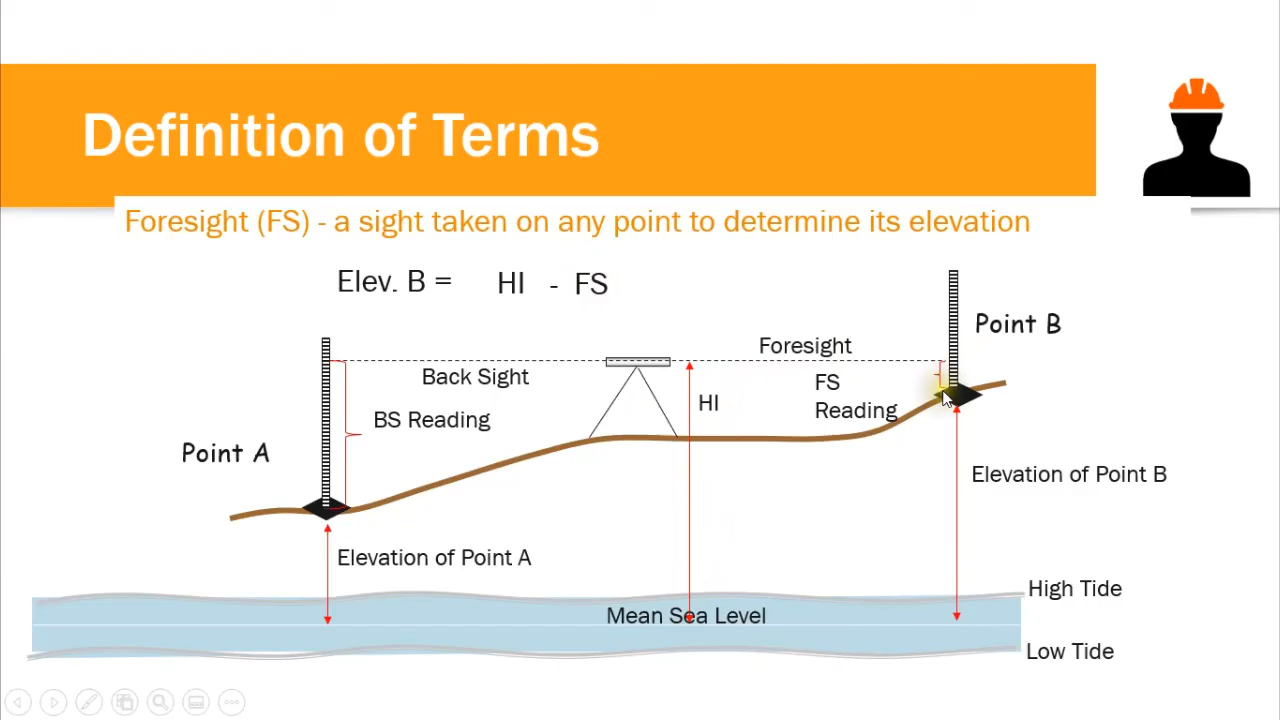 Definition of Terms
Foresight (FS) - a sight taken on any point to determine its elevation
Elev. B = HI - FS
Point B
Foresight
Back Sight
FS
Reading
HI
BS Reading
Point A
Elevation of Point B
Elevation of Point A
High Tide
Mean Sea Level
Low Tide